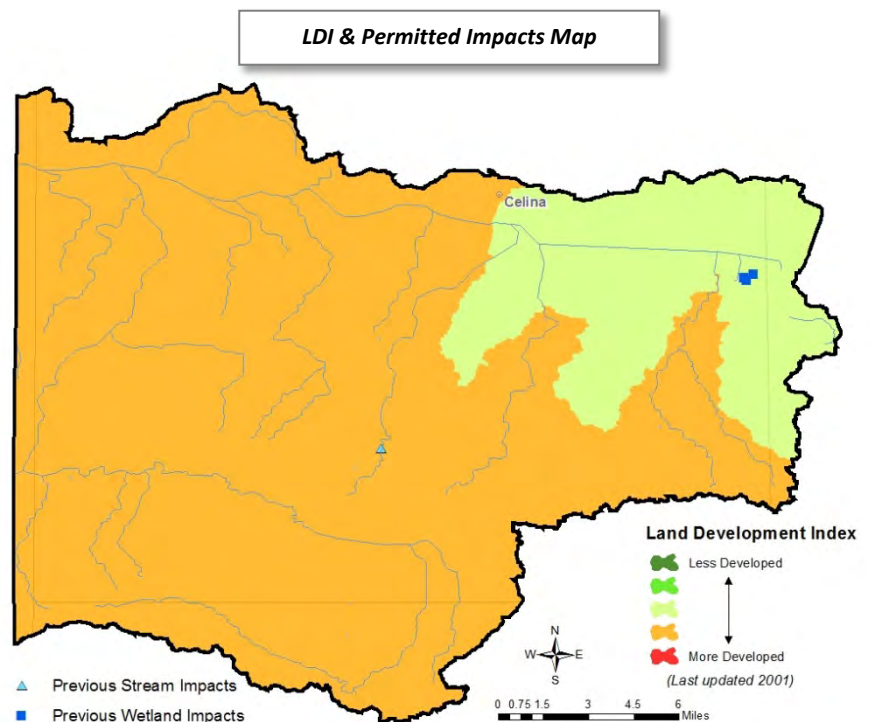 LDI & Permitted Impacts Map
Celina
Land Development Index
Less Developed
More Developed
(Last updated 2001)
N
W E
S
Previous Stream Impacts
Previous Wetland Impacts
0 0.75 1.5 3 4.5 6
Miles